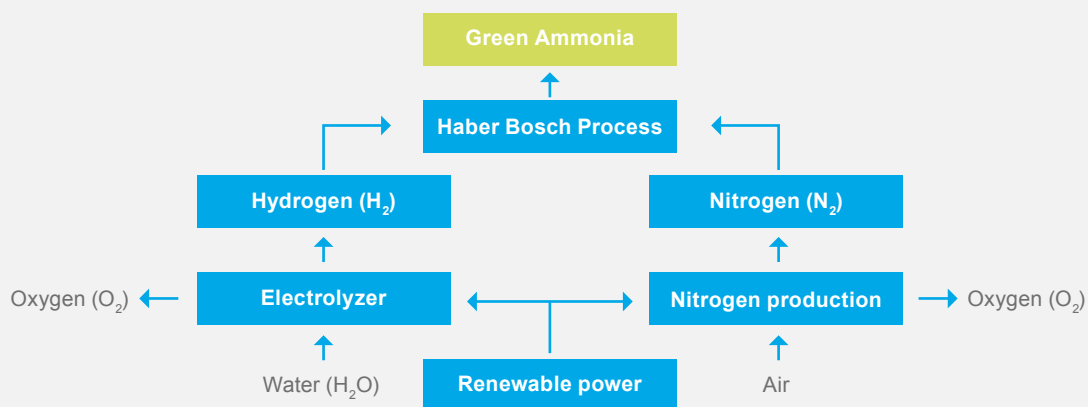 Green Ammonia
Haber Bosch Process
Hydrogen (H₂)
Nitrogen (N₂)
Oxygen (O₂)
Electrolyzer
Nitrogen production
Oxygen (O₂)
Water (H₂O)
Renewable power
Air